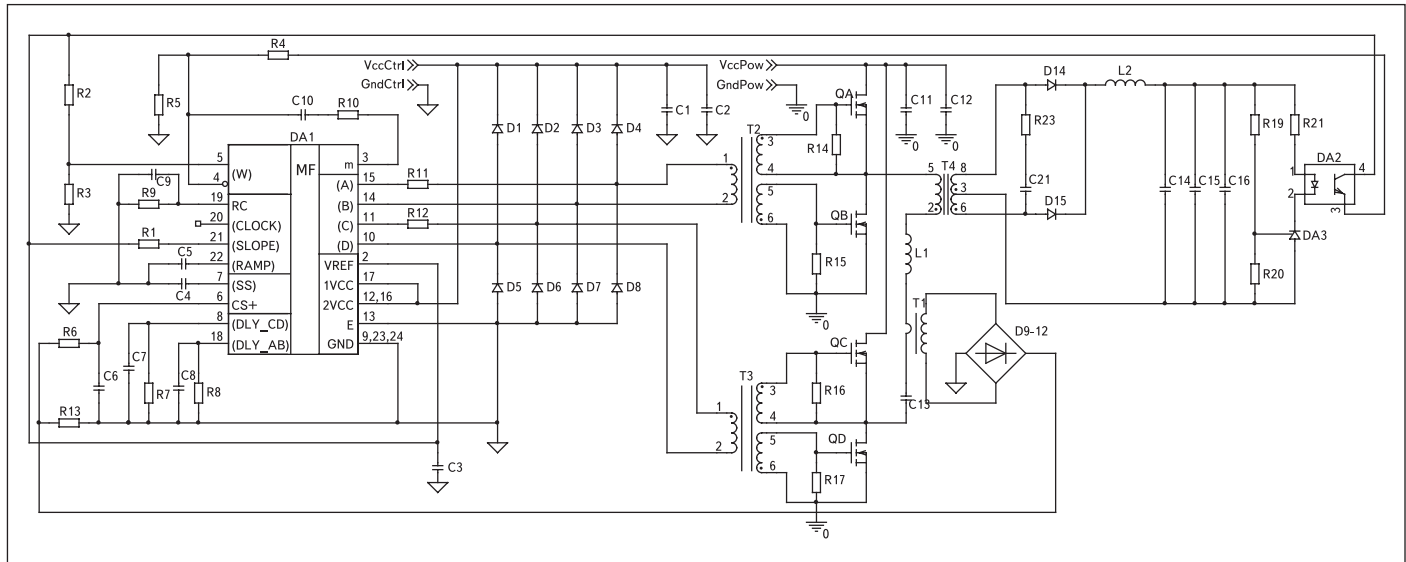 R4
VccCtrl
VccPow
GndCtrl
GndPow
R2
R5
C10
R10
C1
C2
QA
0
C11
C12
0
0
D14
L2
R23
R19
R21
DA2
1
2
3
4
DA1
MF
D1
D2
D3
D4
T2
3
4
1
2
5
6
R14
QB
R15
0
T4
5
2
8
3
6
C21
D15
C14
C15
C16
DA3
R20
R3
C9
R9
R1
C5
C4
5
(W)
4
19
RC
20
(CLOCK)
21
(SLOPE)
22
(RAMP)
7
(SS)
6
CS+
8
(DLY_CD)
18
(DLY_AB)
m
3
(A)
15
(B)
14
(C)
11
(D)
10
VREF
2
1VCC
17
2VCC
12,16
E
13
GND
9,23,24
R11
R12
D5
D6
D7
D8
L1
T1
D9-12
R6
C6
C7
R7
C8
R8
R13
C3
T3
1
2
3
4
5
6
QC
R16
C13
QD
R17
0